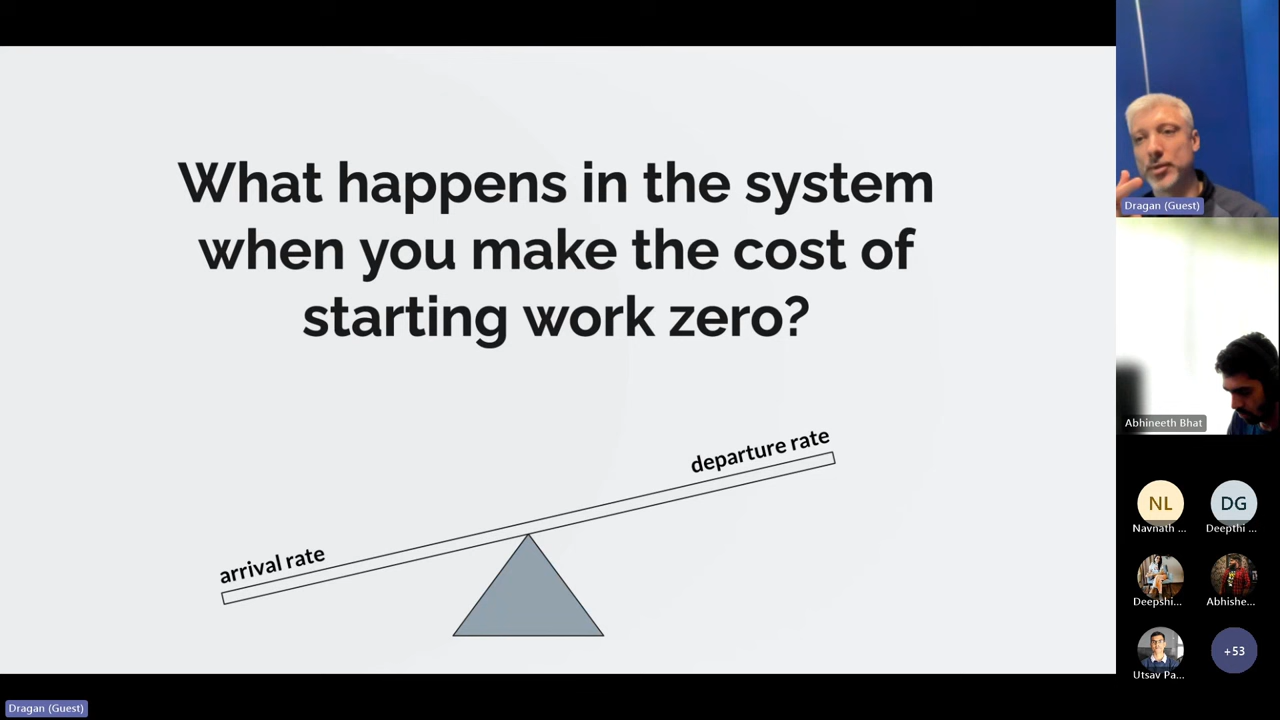 What happens in the system
when you make the cost of
starting work zero?
departure rate
arrival rate
Dragan (Guest)
Abhineeth Bhat
NL
DG
Navnath ...
Deepthi ...
Deepshi...
Abhishe...
Utsav Pa...
+53
Dragan (Guest)